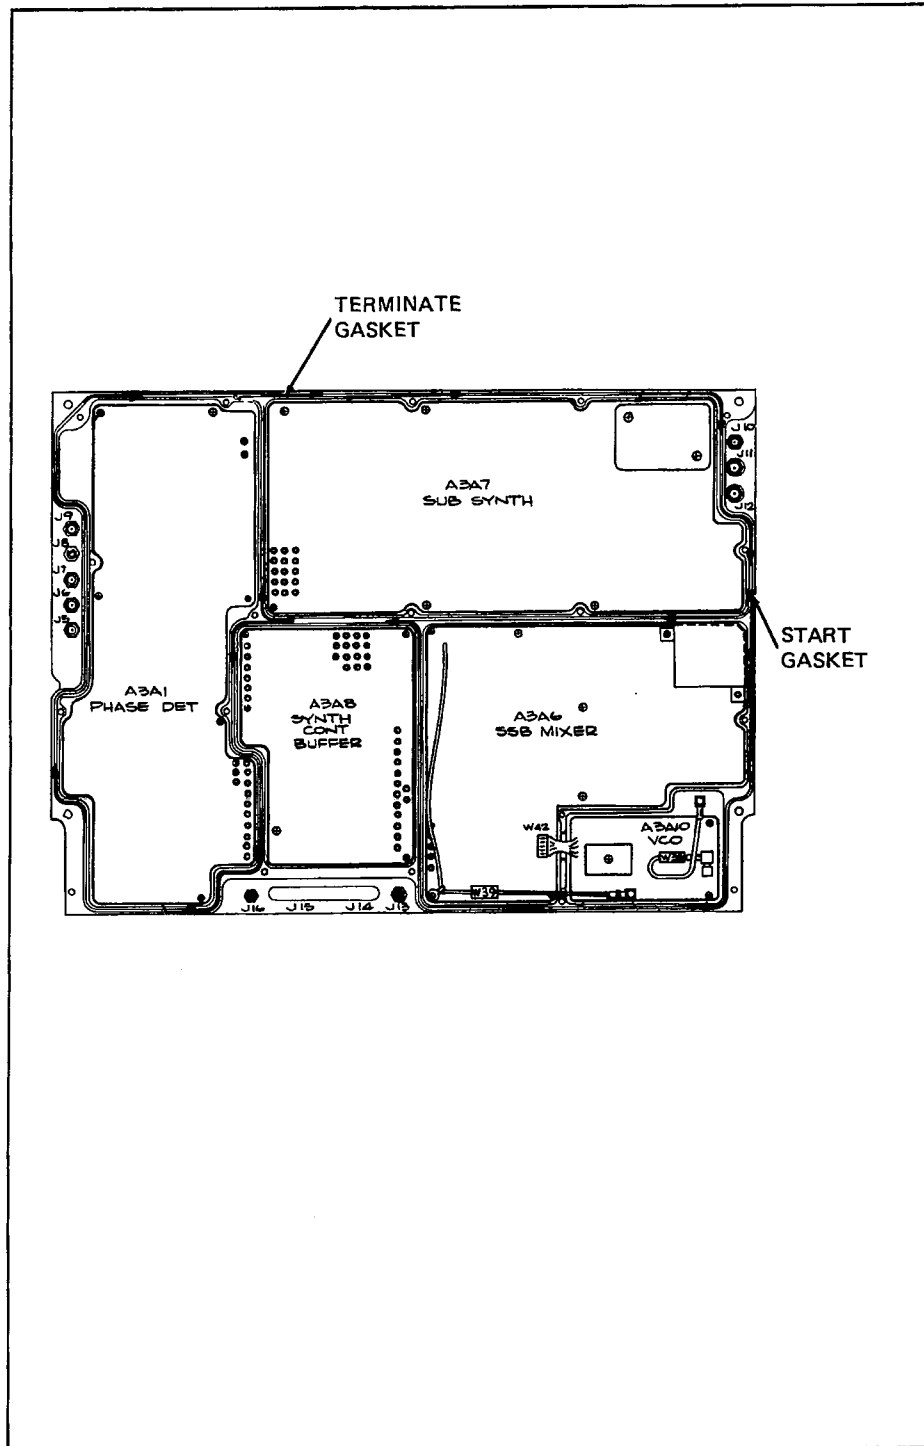 TERMINATE
GASKET
J10
J11
J12
A3A7
SUB SYNTH
J9
J8
J7
J6
J5
START
GASKET
A3A1
PHASE DET
A3A8
SYNTH
CONT
BUFFER
A3A6
SSB MIXER
W42
A3A10
VCO
W39
J16
J15
J14
J13